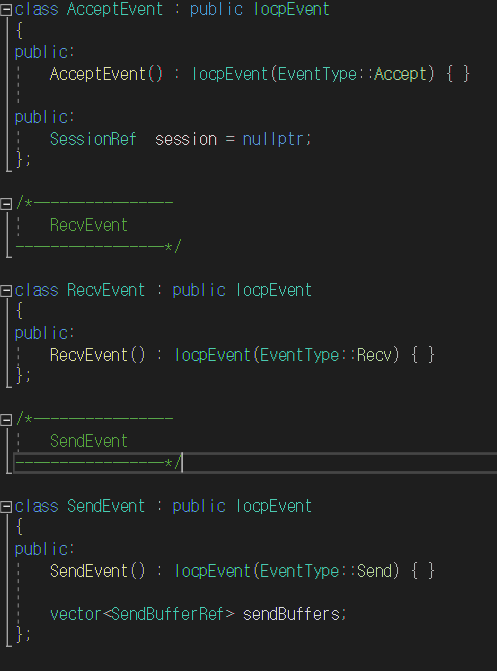 class AcceptEvent : public IocpEvent
{
public:
AcceptEvent() : IocpEvent(EventType::Accept) { }
public:
SessionRef session = nullptr;
};
/*----------------
RecvEvent
-----------------*/
class RecvEvent : public IocpEvent
{
public:
RecvEvent() : IocpEvent(EventType::Recv) { }
};
/*----------------
SendEvent
-----------------*/
class SendEvent : public IocpEvent
{
public:
SendEvent() : IocpEvent(EventType::Send) { }
vector<SendBufferRef> sendBuffers;
};